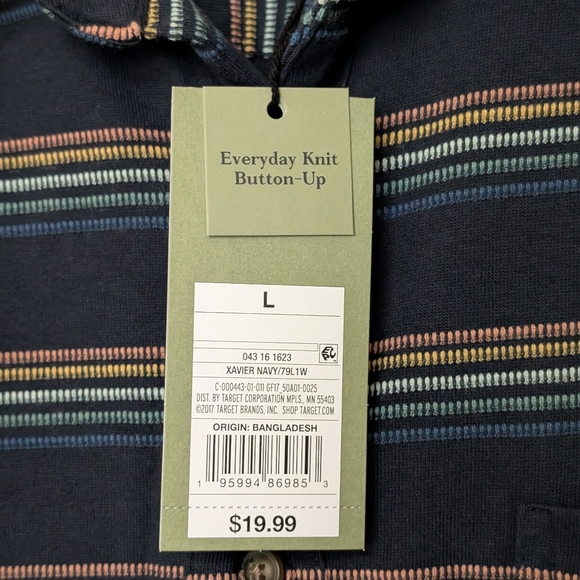 Everyday Knit
Button-Up
L
043 16 1623
XAVIER NAVY/79L1W
C-000443-01-011 GF17_50A01-0025
DIST. BY TARGET CORPORATION MPLS., MN 55403
©2017 TARGET BRANDS, INC. SHOP TARGET.COM
ORIGIN: BANGLADESH
1 95994 86985 3
$19.99